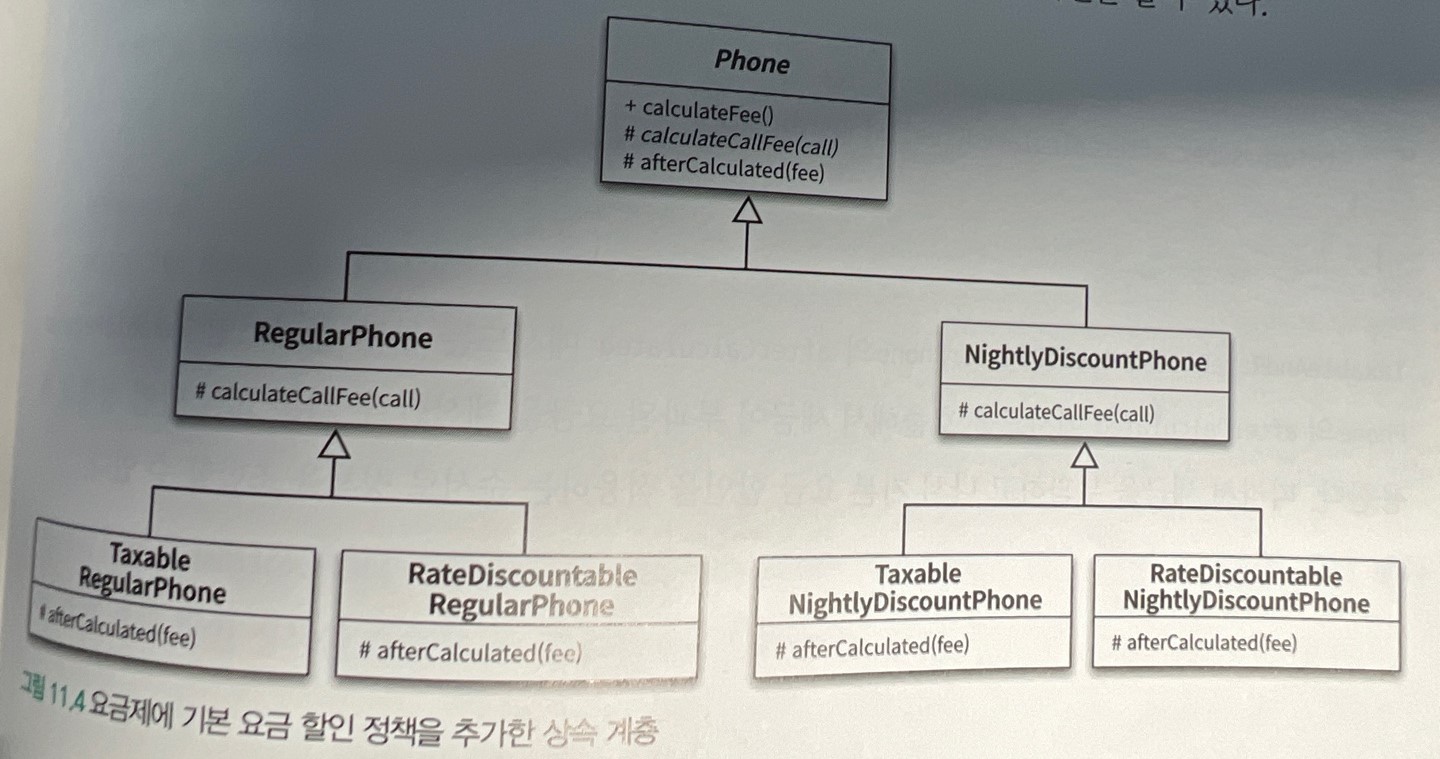 있다.
Phone
+ calculateFee()
# calculateCallFee(call)
# afterCalculated(fee)
RegularPhone
# calculateCallFee(call)
NightlyDiscountPhone
# calculateCallFee(call)
Taxable
RegularPhone
# afterCalculated(fee)
RateDiscountable
RegularPhone
# afterCalculated(fee)
Taxable
NightlyDiscountPhone
# afterCalculated(fee)
RateDiscountable
NightlyDiscountPhone
# afterCalculated(fee)
그림 11.4 요금제에 기본 요금 할인 정책을 추가한 상속 계층